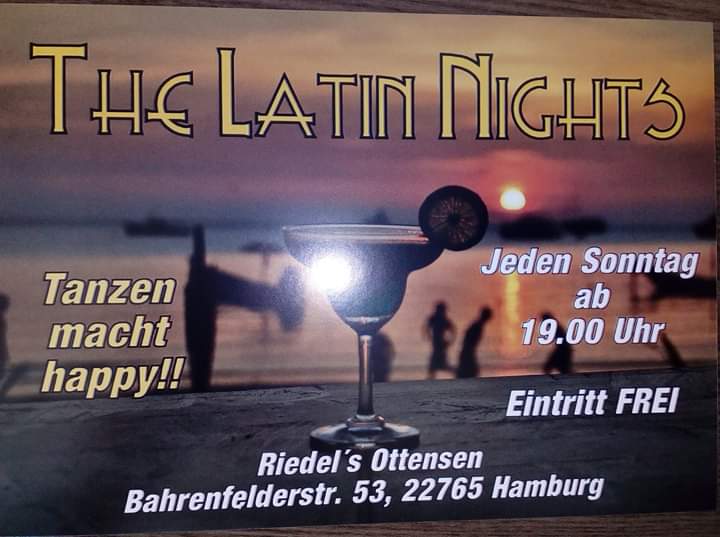 THE LATIN NIGHTS
Tanzen
macht
happy!!
Jeden Sonntag
ab
19.00 Uhr
Eintritt FREI
Riedel´s Ottensen
Bahrenfelderstr. 53, 22765 Hamburg